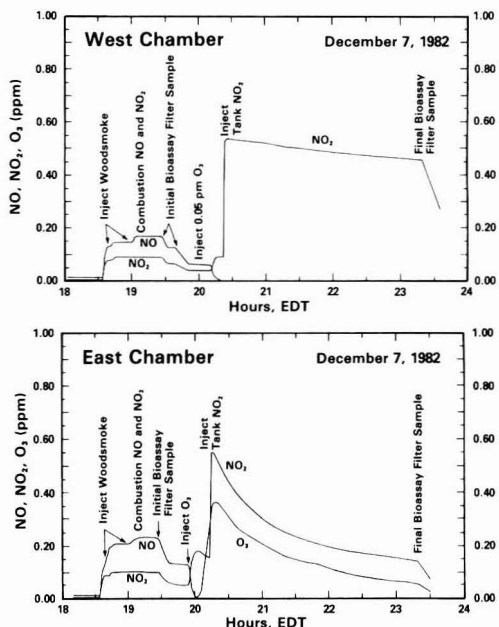 West Chamber
December 7, 1982
NO, NO₂, O₃ (ppm)
1.00
0.80
0.60
0.40
0.20
0.00
1.00
0.80
0.60
0.40
0.20
0.00
Inject Woodsmoke
Combustion NO and NO₂
Initial Bioassay Filter Sample
Inject 0.05 pm O₃
Inject
Tank NO₂
Final Bioassay
Filter Sample
NO
NO₂
NO₂
18 19 20 21 22 23 24
Hours, EDT
East Chamber
December 7, 1982
NO, NO₂, O₃ (ppm)
1.00
0.80
0.60
0.40
0.20
0.00
1.00
0.80
0.60
0.40
0.20
0.00
Inject Woodsmoke
Combustion NO and NO₂
Initial Bioassay
Filter Sample
Inject O₃
Inject
Tank NO₂
Final Bioassay Filter Sample
NO
NO₂
NO₂
O₃
18 19 20 21 22 23 24
Hours, EDT